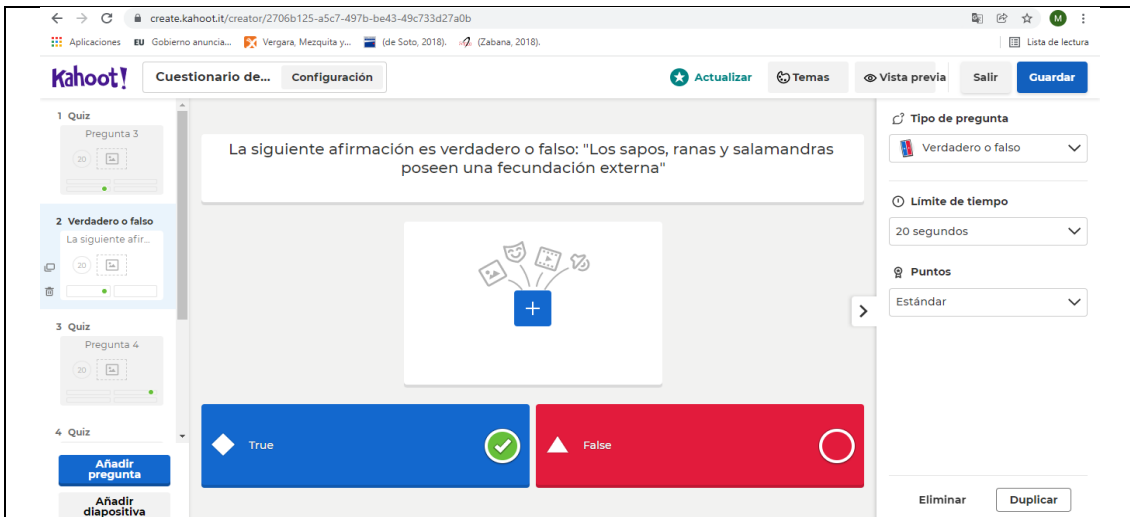 create.kahoot.it/creator/2706b125-a5c7-497b-be43-49c733d27a0b
M
Aplicaciones EU Gobierno anuncia... Vergara, Mezquita y... (de Soto, 2018). (Zabana, 2018). Lista de lectura
Kahoot! Cuestionario de... Configuración Actualizar Temas Vista previa Salir Guardar
1 Quiz
Pregunta 3
20
2 Verdadero o falso
La siguiente afir...
20
3 Quiz
Pregunta 4
20
4 Quiz
Añadir
pregunta
Añadir
diapositiva
La siguiente afirmación es verdadero o falso: "Los sapos, ranas y salamandras
poseen una fecundación externa"
True
False
Tipo de pregunta
Verdadero o falso
Límite de tiempo
20 segundos
Puntos
Estándar
Eliminar Duplicar